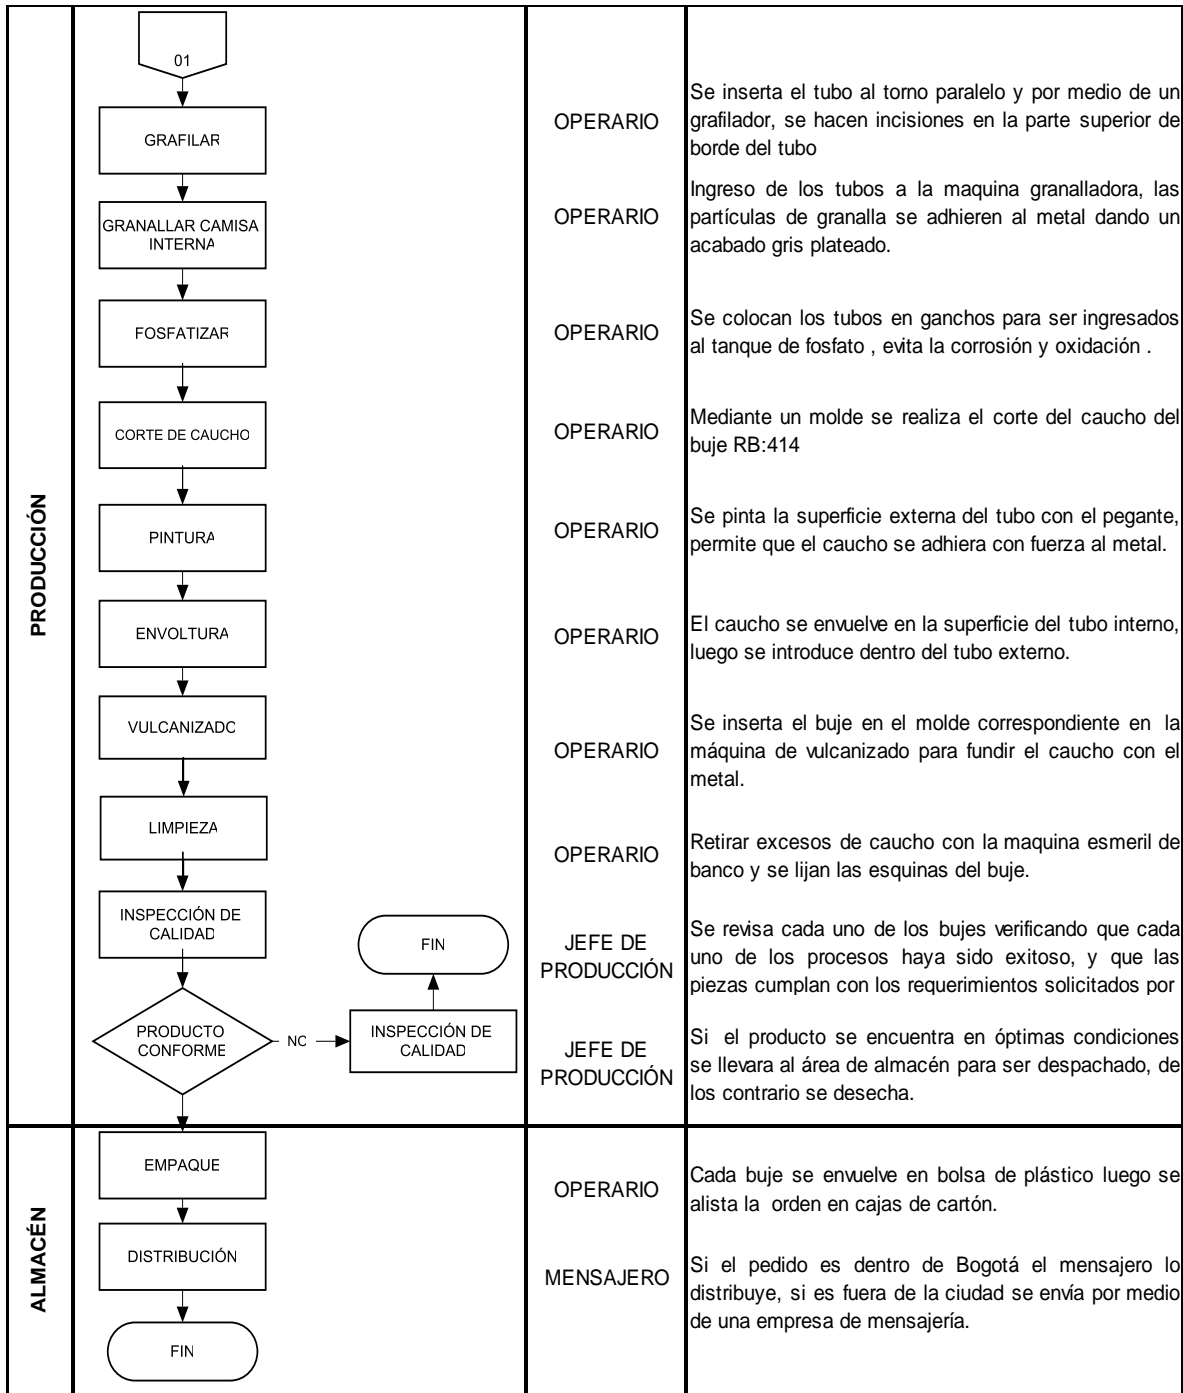 01
GRAFILAR
OPERARIO
Se inserta el tubo al torno paralelo y por medio de un
grafilador, se hacen incisiones en la parte superior de
borde del tubo
GRANALLAR CAMISA
INTERNA
OPERARIO
Ingreso de los tubos a la maquina granalladora, las
partículas de granalla se adhieren al metal dando un
acabado gris plateado.
FOSFATIZAR
OPERARIO
Se colocan los tubos en ganchos para ser ingresados
al tanque de fosfato , evita la corrosión y oxidación .
CORTE DE CAUCHO
OPERARIO
Mediante un molde se realiza el corte del caucho del
buje RB:414
PRODUCCIÓN
PINTURA
OPERARIO
Se pinta la superficie externa del tubo con el pegante,
permite que el caucho se adhiera con fuerza al metal.
ENVOLTURA
OPERARIO
El caucho se envuelve en la superficie del tubo interno,
luego se introduce dentro del tubo externo.
VULCANIZADO
OPERARIO
Se inserta el buje en el molde correspondiente en la
máquina de vulcanizado para fundir el caucho con el
metal.
LIMPIEZA
OPERARIO
Retirar excesos de caucho con la maquina esmeril de
banco y se lijan las esquinas del buje.
INSPECCIÓN DE
CALIDAD
FIN
JEFE DE
PRODUCCIÓN
Se revisa cada uno de los bujes verificando que cada
uno de los procesos haya sido exitoso, y que las
piezas cumplan con los requerimientos solicitados por
PRODUCTO
CONFORME
NO
INSPECCIÓN DE
CALIDAD
JEFE DE
PRODUCCIÓN
Si el producto se encuentra en óptimas condiciones
se llevara al área de almacén para ser despachado, de
los contrario se desecha.
ALMACÉN
EMPAQUE
OPERARIO
Cada buje se envuelve en bolsa de plástico luego se
alista la orden en cajas de cartón.
DISTRIBUCIÓN
MENSAJERO
Si el pedido es dentro de Bogotá el mensajero lo
distribuye, si es fuera de la ciudad se envía por medio
de una empresa de mensajería.
FIN